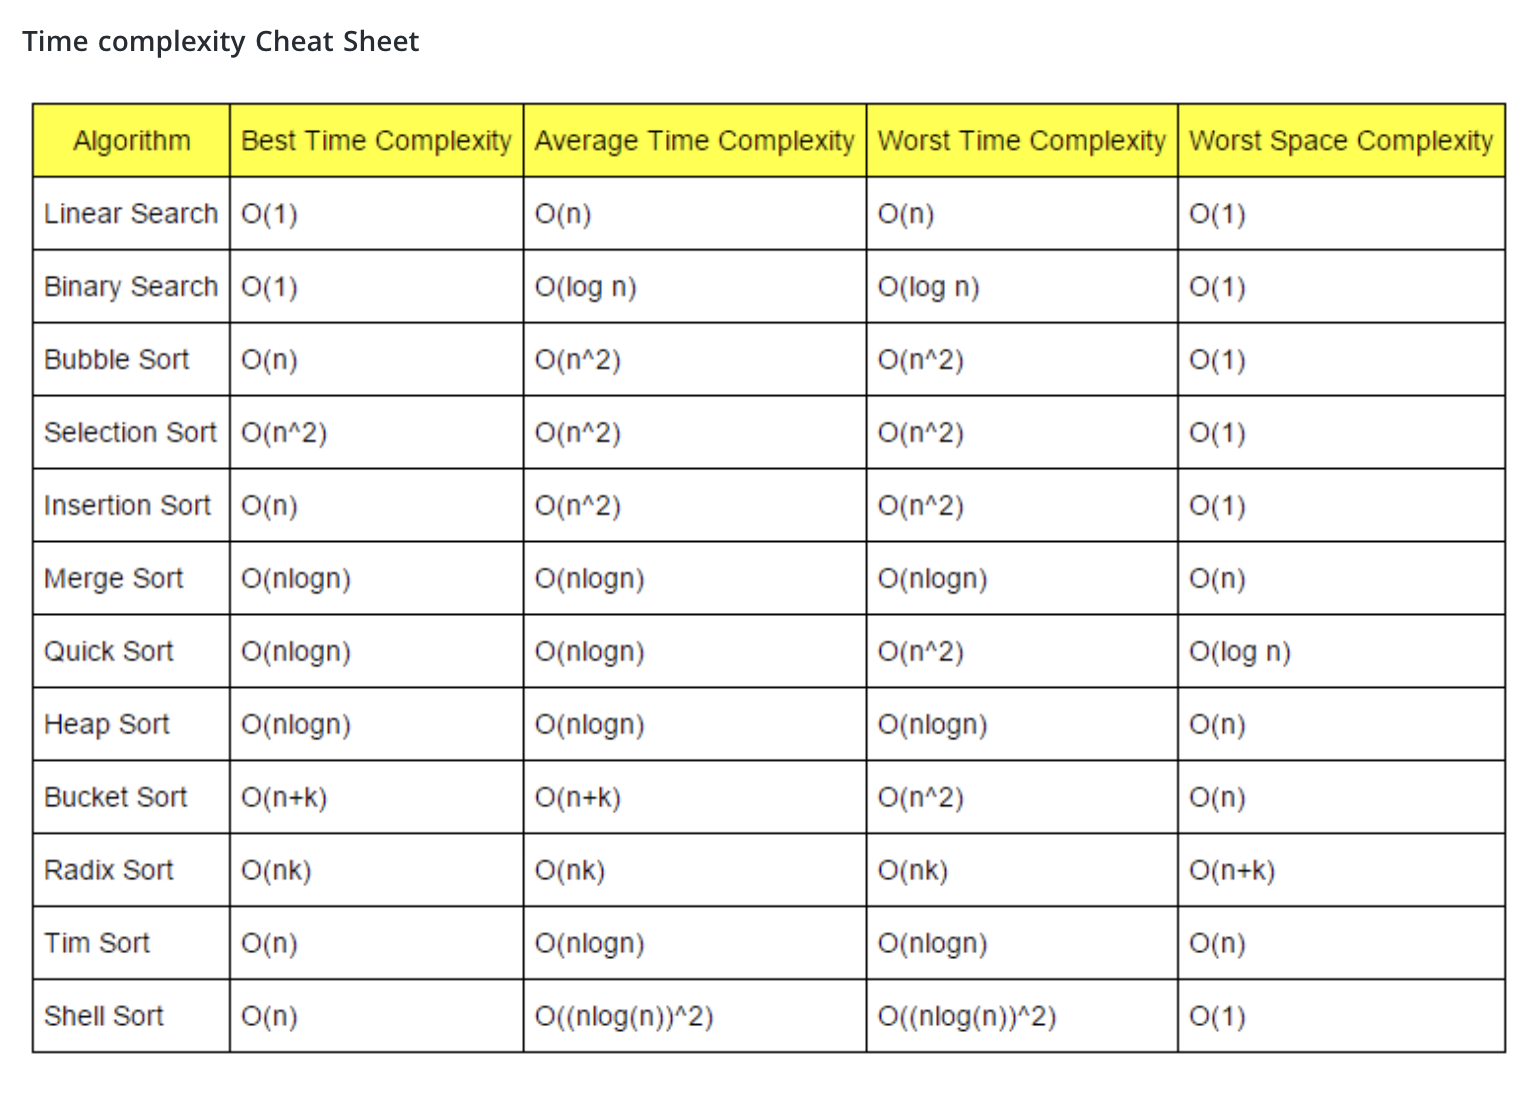 Time complexity Cheat Sheet
Algorithm Best Time Complexity Average Time Complexity Worst Time Complexity Worst Space Complexity
Linear Search O(1) O(n) O(n) O(1)
Binary Search O(1) O(log n) O(log n) O(1)
Bubble Sort O(n) O(n^2) O(n^2) O(1)
Selection Sort O(n^2) O(n^2) O(n^2) O(1)
Insertion Sort O(n) O(n^2) O(n^2) O(1)
Merge Sort O(nlogn) O(nlogn) O(nlogn) O(n)
Quick Sort O(nlogn) O(nlogn) O(n^2) O(log n)
Heap Sort O(nlogn) O(nlogn) O(nlogn) O(n)
Bucket Sort O(n+k) O(n+k) O(n^2) O(n)
Radix Sort O(nk) O(nk) O(nk) O(n+k)
Tim Sort O(n) O(nlogn) O(nlogn) O(n)
Shell Sort O(n) O((nlog(n))^2) O((nlog(n))^2) O(1)